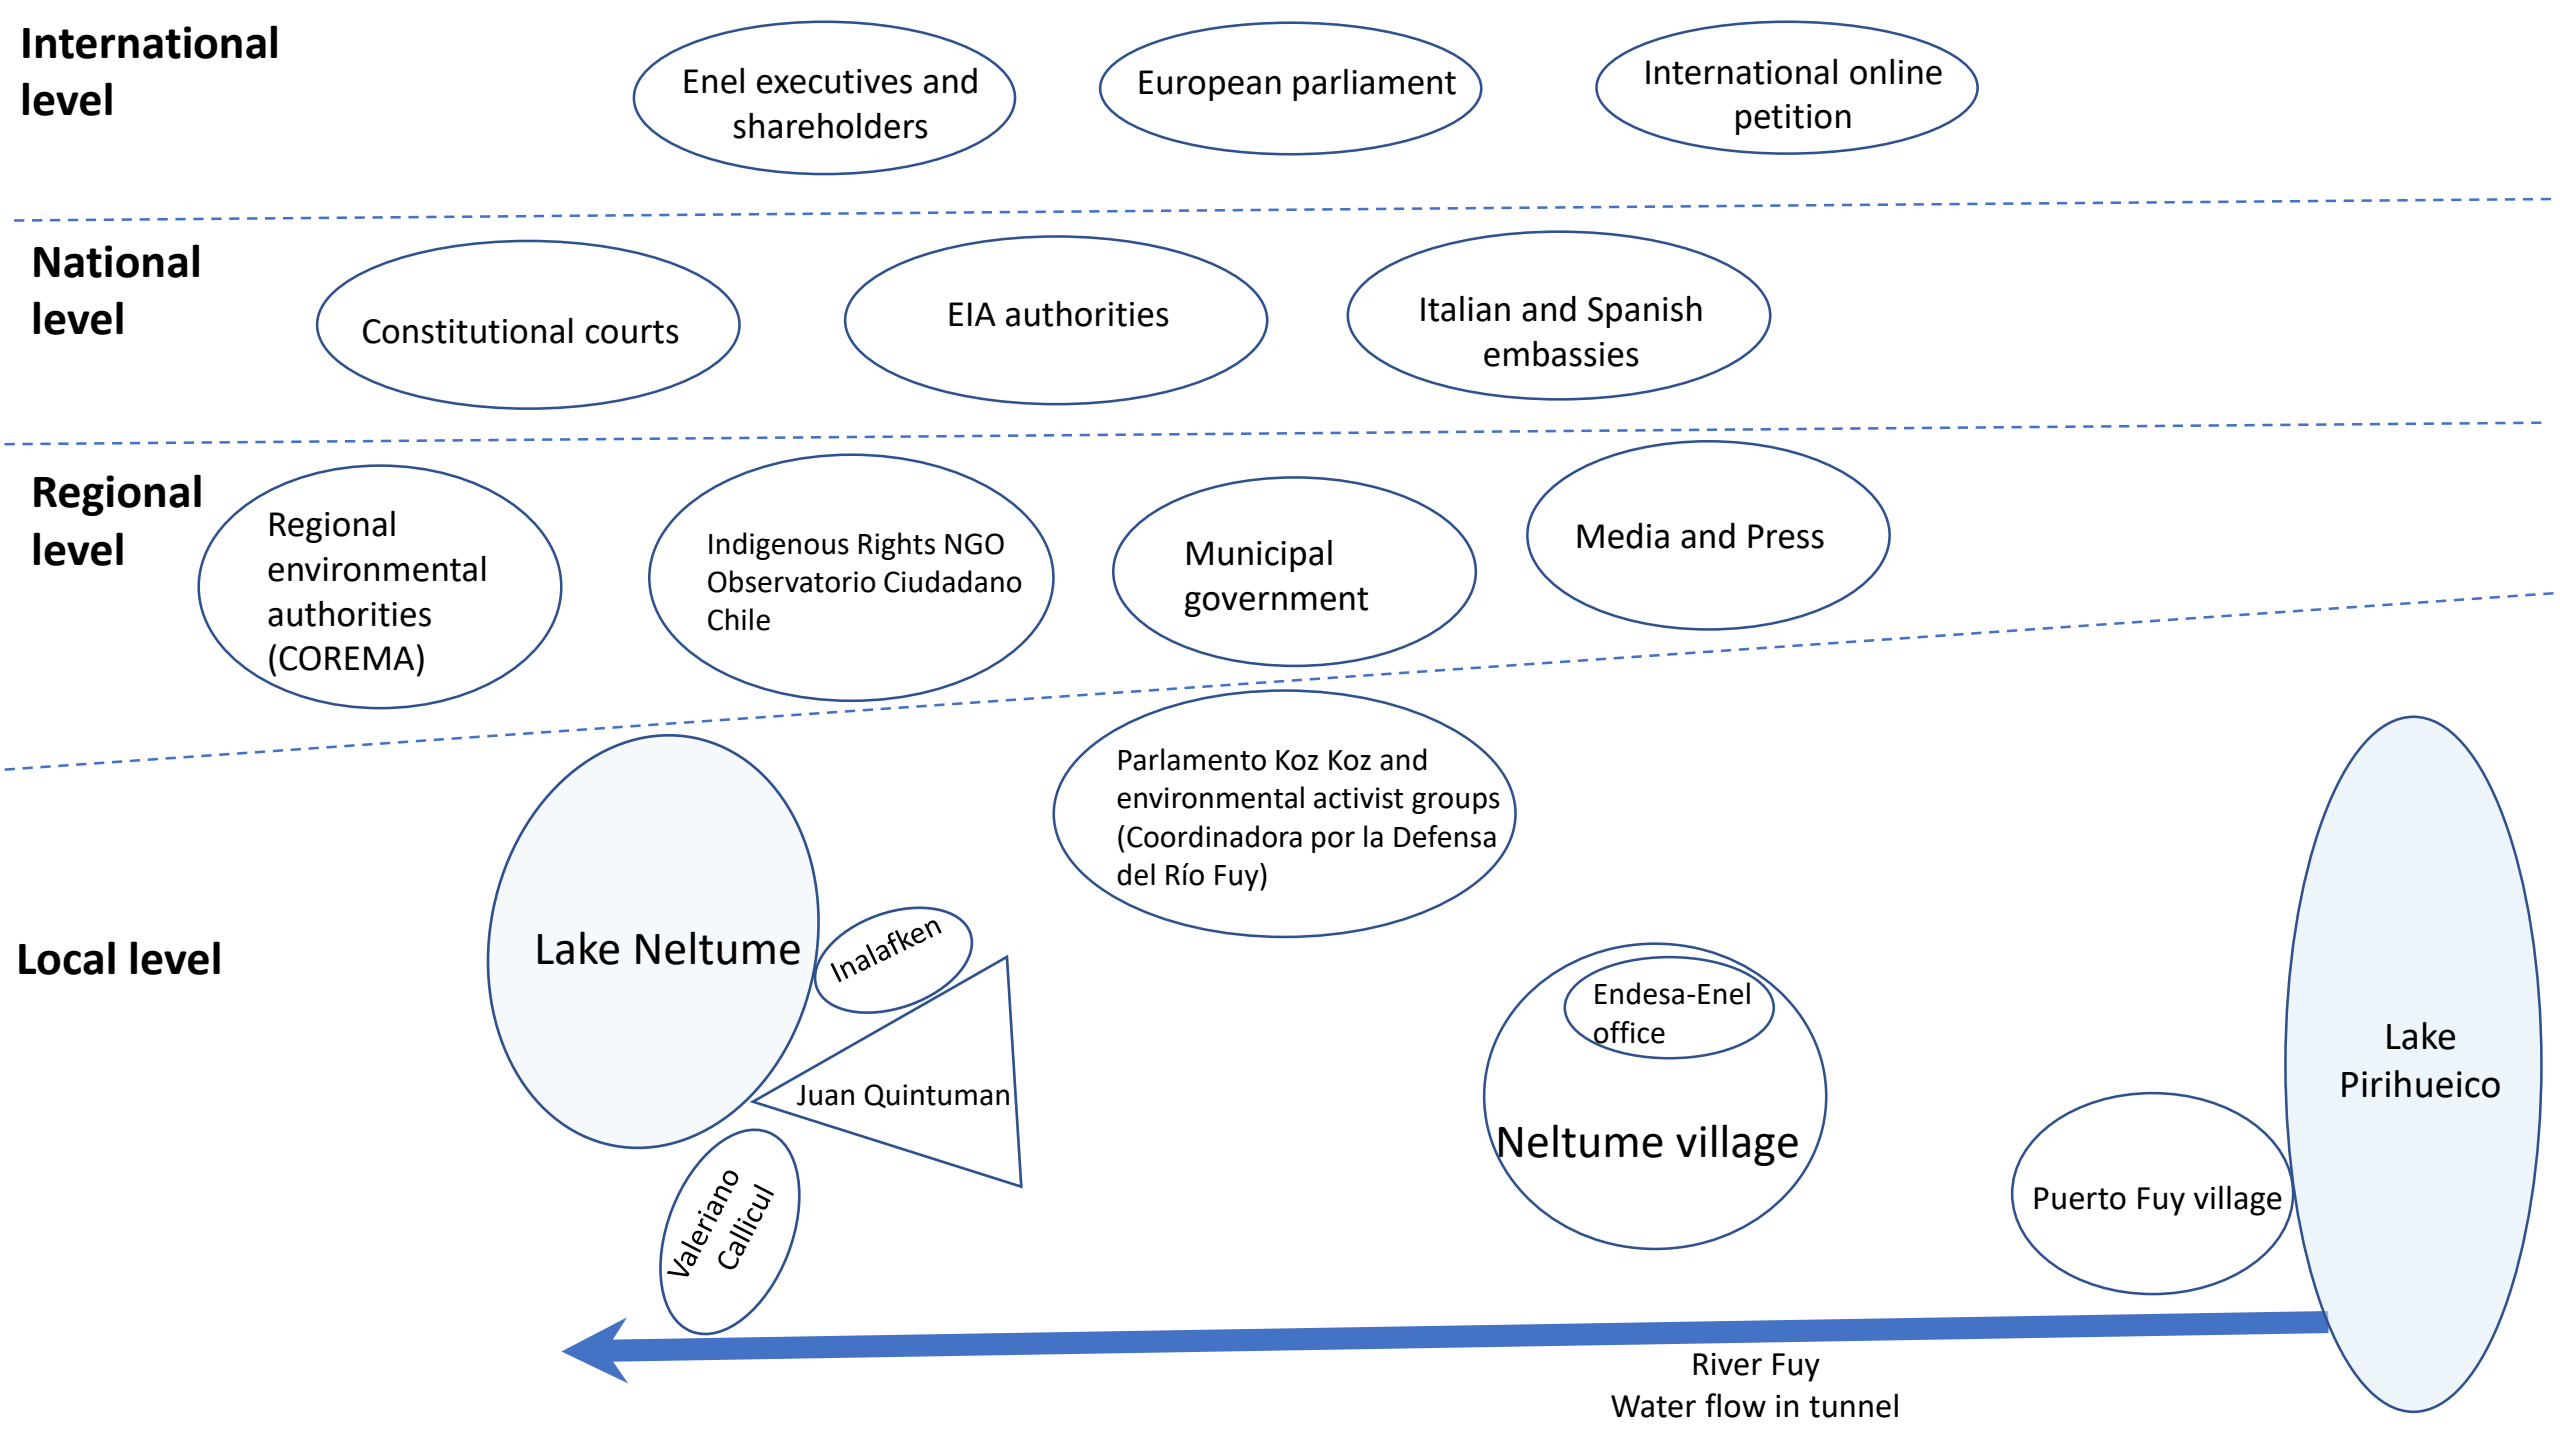 International
level
Enel executives and
shareholders
European parliament
International online
petition
National
level
Constitutional courts
EIA authorities
Italian and Spanish
embassies
Regional
level
Regional
environmental
authorities
(COREMA)
Indigenous Rights NGO
Observatorio Ciudadano
Chile
Municipal
government
Media and Press
Local level
Lake Neltume
Inalafken
Juan Quintuman
Valeriano
Callicul
Parlamento Koz Koz and
environmental activist groups
(Coordinadora por la Defensa
del Río Fuy)
Endesa-Enel
office
Neltume village
Puerto Fuy village
Lake
Pirihueico
River Fuy
Water flow in tunnel